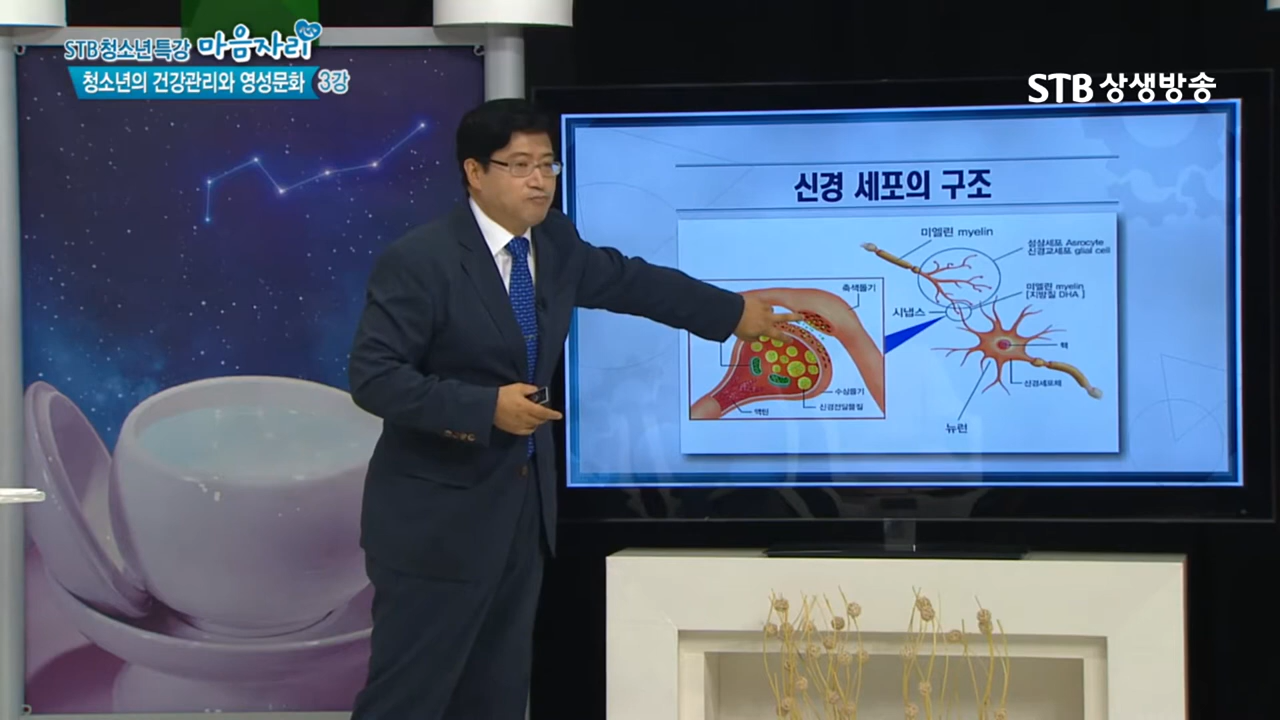 STB청소년특강 마음자리
청소년의 건강관리와 영성문화 3강
STB 상생방송
신경 세포의 구조
미엘린 myelin
성상세포 Asrocyte
신경교세포 glial cell
축색돌기
미엘린 myelin
[지방질 DHA]
시냅스
핵
수상돌기
신경세포체
신경전달물질
액틴
뉴런